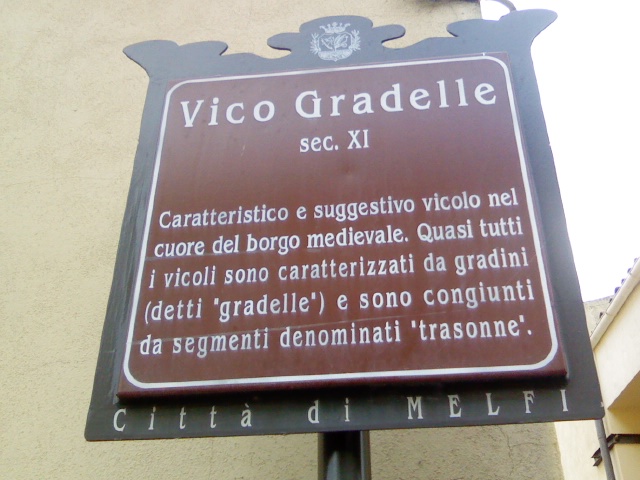 Vico Gradelle
sec. XI
Caratteristico e suggestivo vicolo nel
cuore del borgo medievale. Quasi tutti
i vicoli sono caratterizzati da gradini
(detti "gradelle") e sono congiunti
da segmenti denominati "trasonne".
Città di MELFI